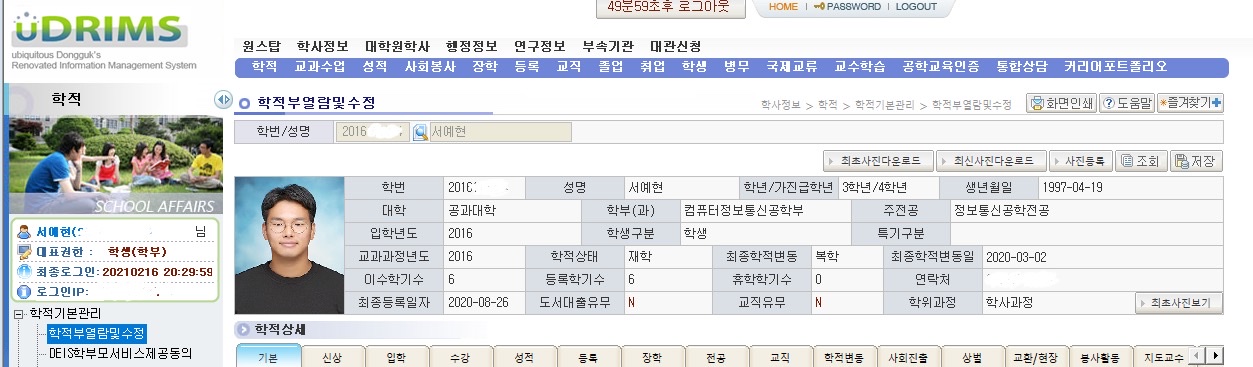 49분59초후 로그아웃
HOME | PASSWORD | LOGOUT
uDRIMS
ubiquitous Dongguk's
Renovated Information Management System
원스탑 학사정보 대학원학사 행정정보 연구정보 부속기관 대관신청
학적 교과수업 성적 사회봉사 장학 등록 교직 졸업 취업 학생 병무 국제교류 교수학습 공학교육인증 통합상담 커리어포트폴리오
학적
학적부열람및수정
학사정보 > 학적 > 학적기본관리 > 학적부열람및수정
화면인쇄 도움말 즐겨찾기
학번/성명 2016 서예현
최초사진다운로드 최신사진다운로드 사진등록 조회 저장
SCHOOL AFFAIRS
학번 2016 성명 서예현 학년/가진급학년 3학년/4학년 생년월일 1997-04-19
대학 공과대학 학부(과) 컴퓨터정보통신공학부 주전공 정보통신공학전공
입학년도 2016 학생구분 학생 특기구분
교과과정년도 2016 학적상태 재학 최종학적변동 복학 최종학적변동일 2020-03-02
이수학기수 6 등록학기수 6 휴학학기수 0 연락처
최종등록일자 2020-08-26 도서대출유무 N 교직유무 N 학위과정 학사과정 최초사진보기
서예현( 님
대표권한 : 학생(학부)
최종로그인: 20210216 20:29:59
로그인IP:
학적기본관리
학적부열람및수정
DEIS학부모서비스제공동의
학적상세
기본 신상 입학 수강 성적 등록 장학 전공 교직 학적변동 사회진출 상벌 교환/현장 봉사활동 지도교수